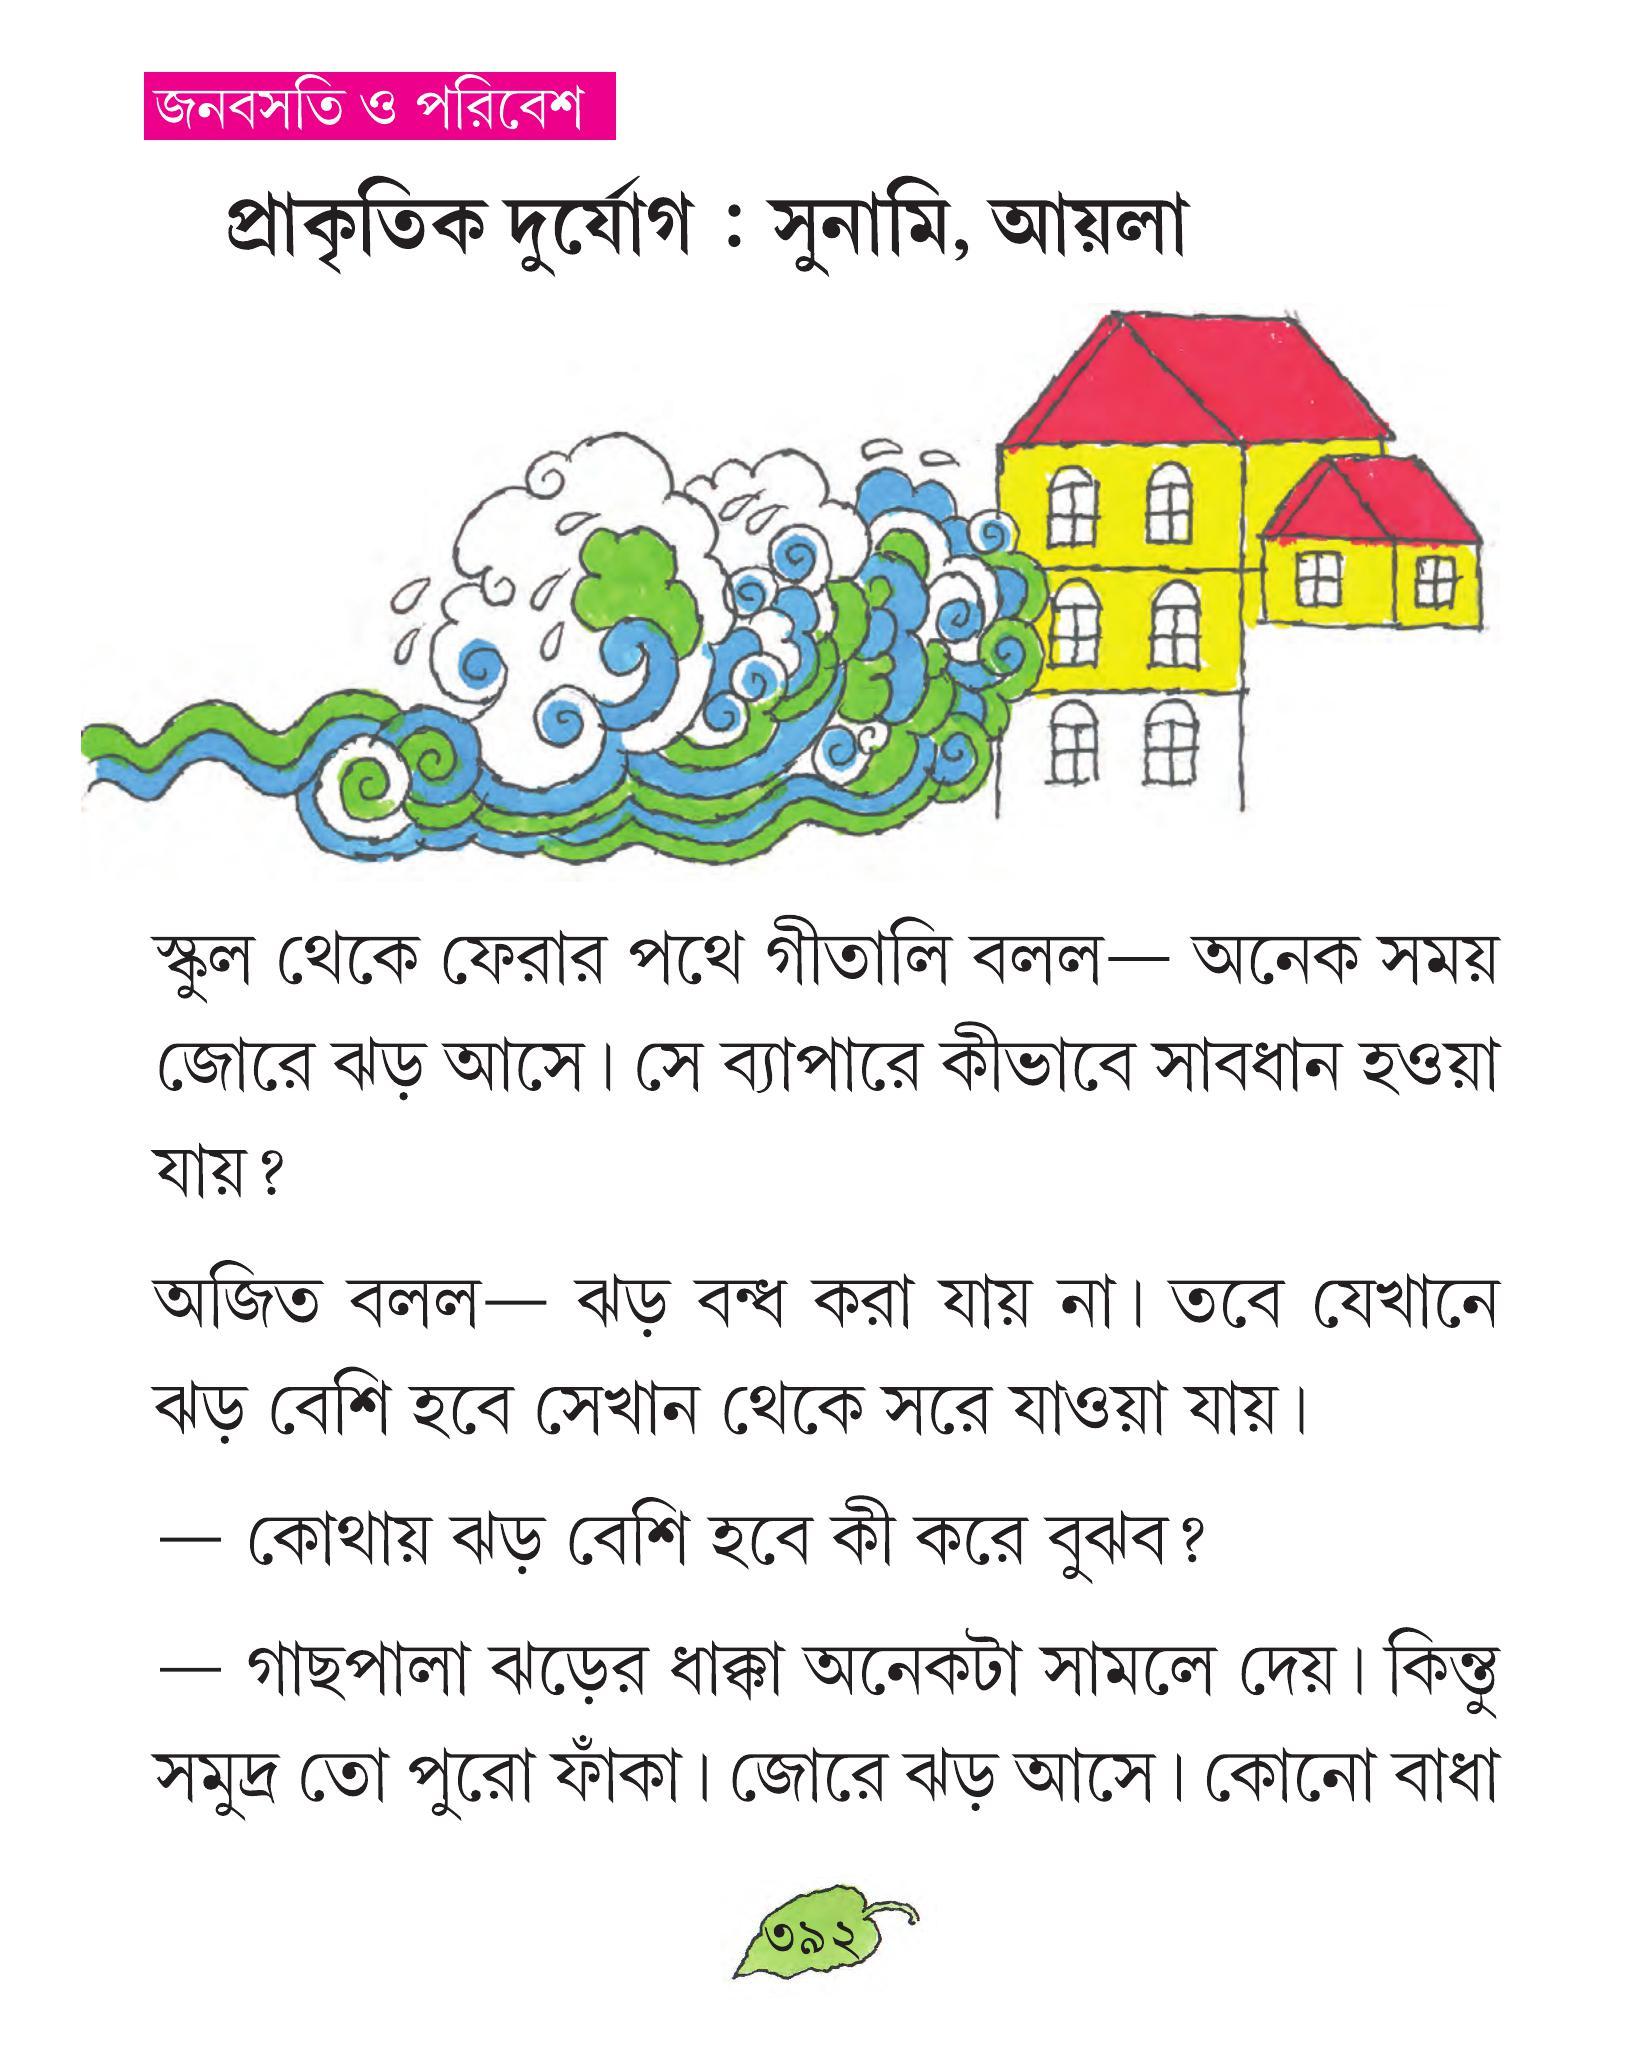 জনবসতি ও পরিবেশ
প্রাকৃতিক দুর্যোগ : সুনামি, আয়লা
স্কুল থেকে ফেরার পথে গীতালি বলল— অনেক সময়
জোরে ঝড় আসে। সে ব্যাপারে কীভাবে সাবধান হওয়া
যায়?
অজিত বলল— ঝড় বন্ধ করা যায় না। তবে যেখানে
ঝড় বেশি হবে সেখান থেকে সরে যাওয়া যায়।
— কোথায় ঝড় বেশি হবে কী করে বুঝব?
— গাছপালা ঝড়ের ধাক্কা অনেকটা সামলে দেয়। কিন্তু
সমুদ্র তো পুরো ফাঁকা। জোরে ঝড় আসে। কোনো বাধা
৩৯২